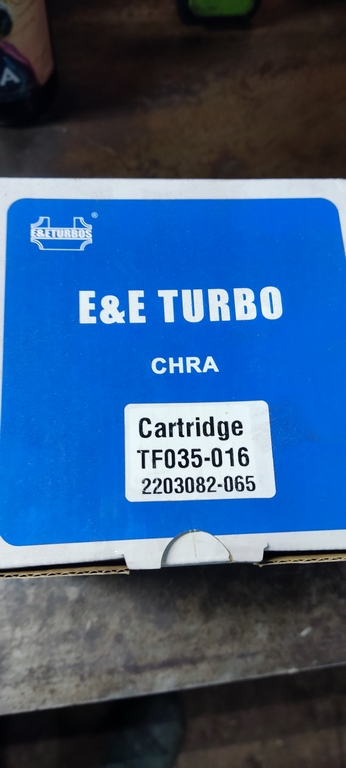 A
E&ETURBOS
®
E&E TURBO
CHRA
Cartridge
TF035-016
2203082-065